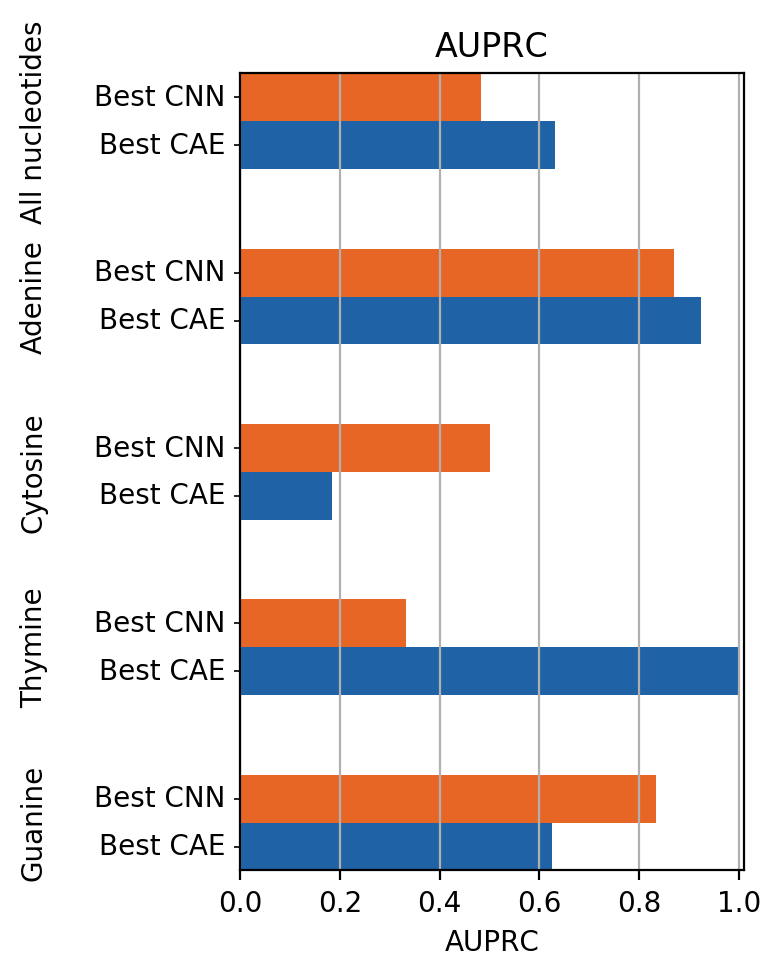 AUPRC
All nucleotides
Best CNN
Best CAE
Adenine
Best CNN
Best CAE
Cytosine
Best CNN
Best CAE
Thymine
Best CNN
Best CAE
Guanine
Best CNN
Best CAE
0.0 0.2 0.4 0.6 0.8 1.0
AUPRC